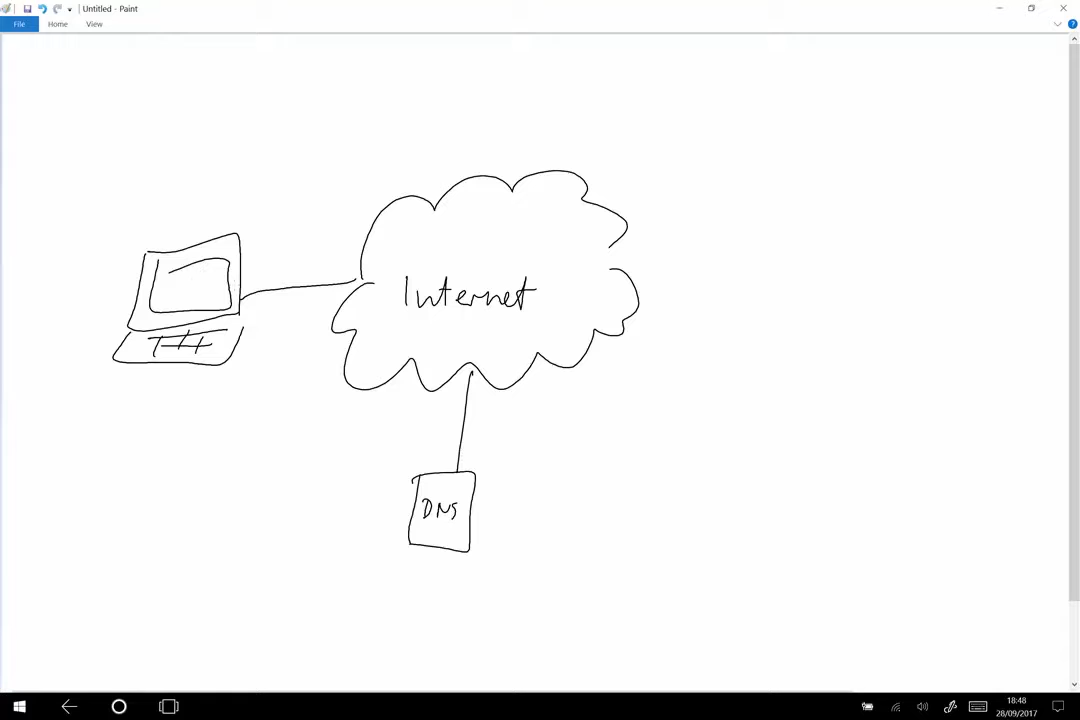 Untitled - Paint
File Home View
Internet
DNS
18:48
28/09/2017